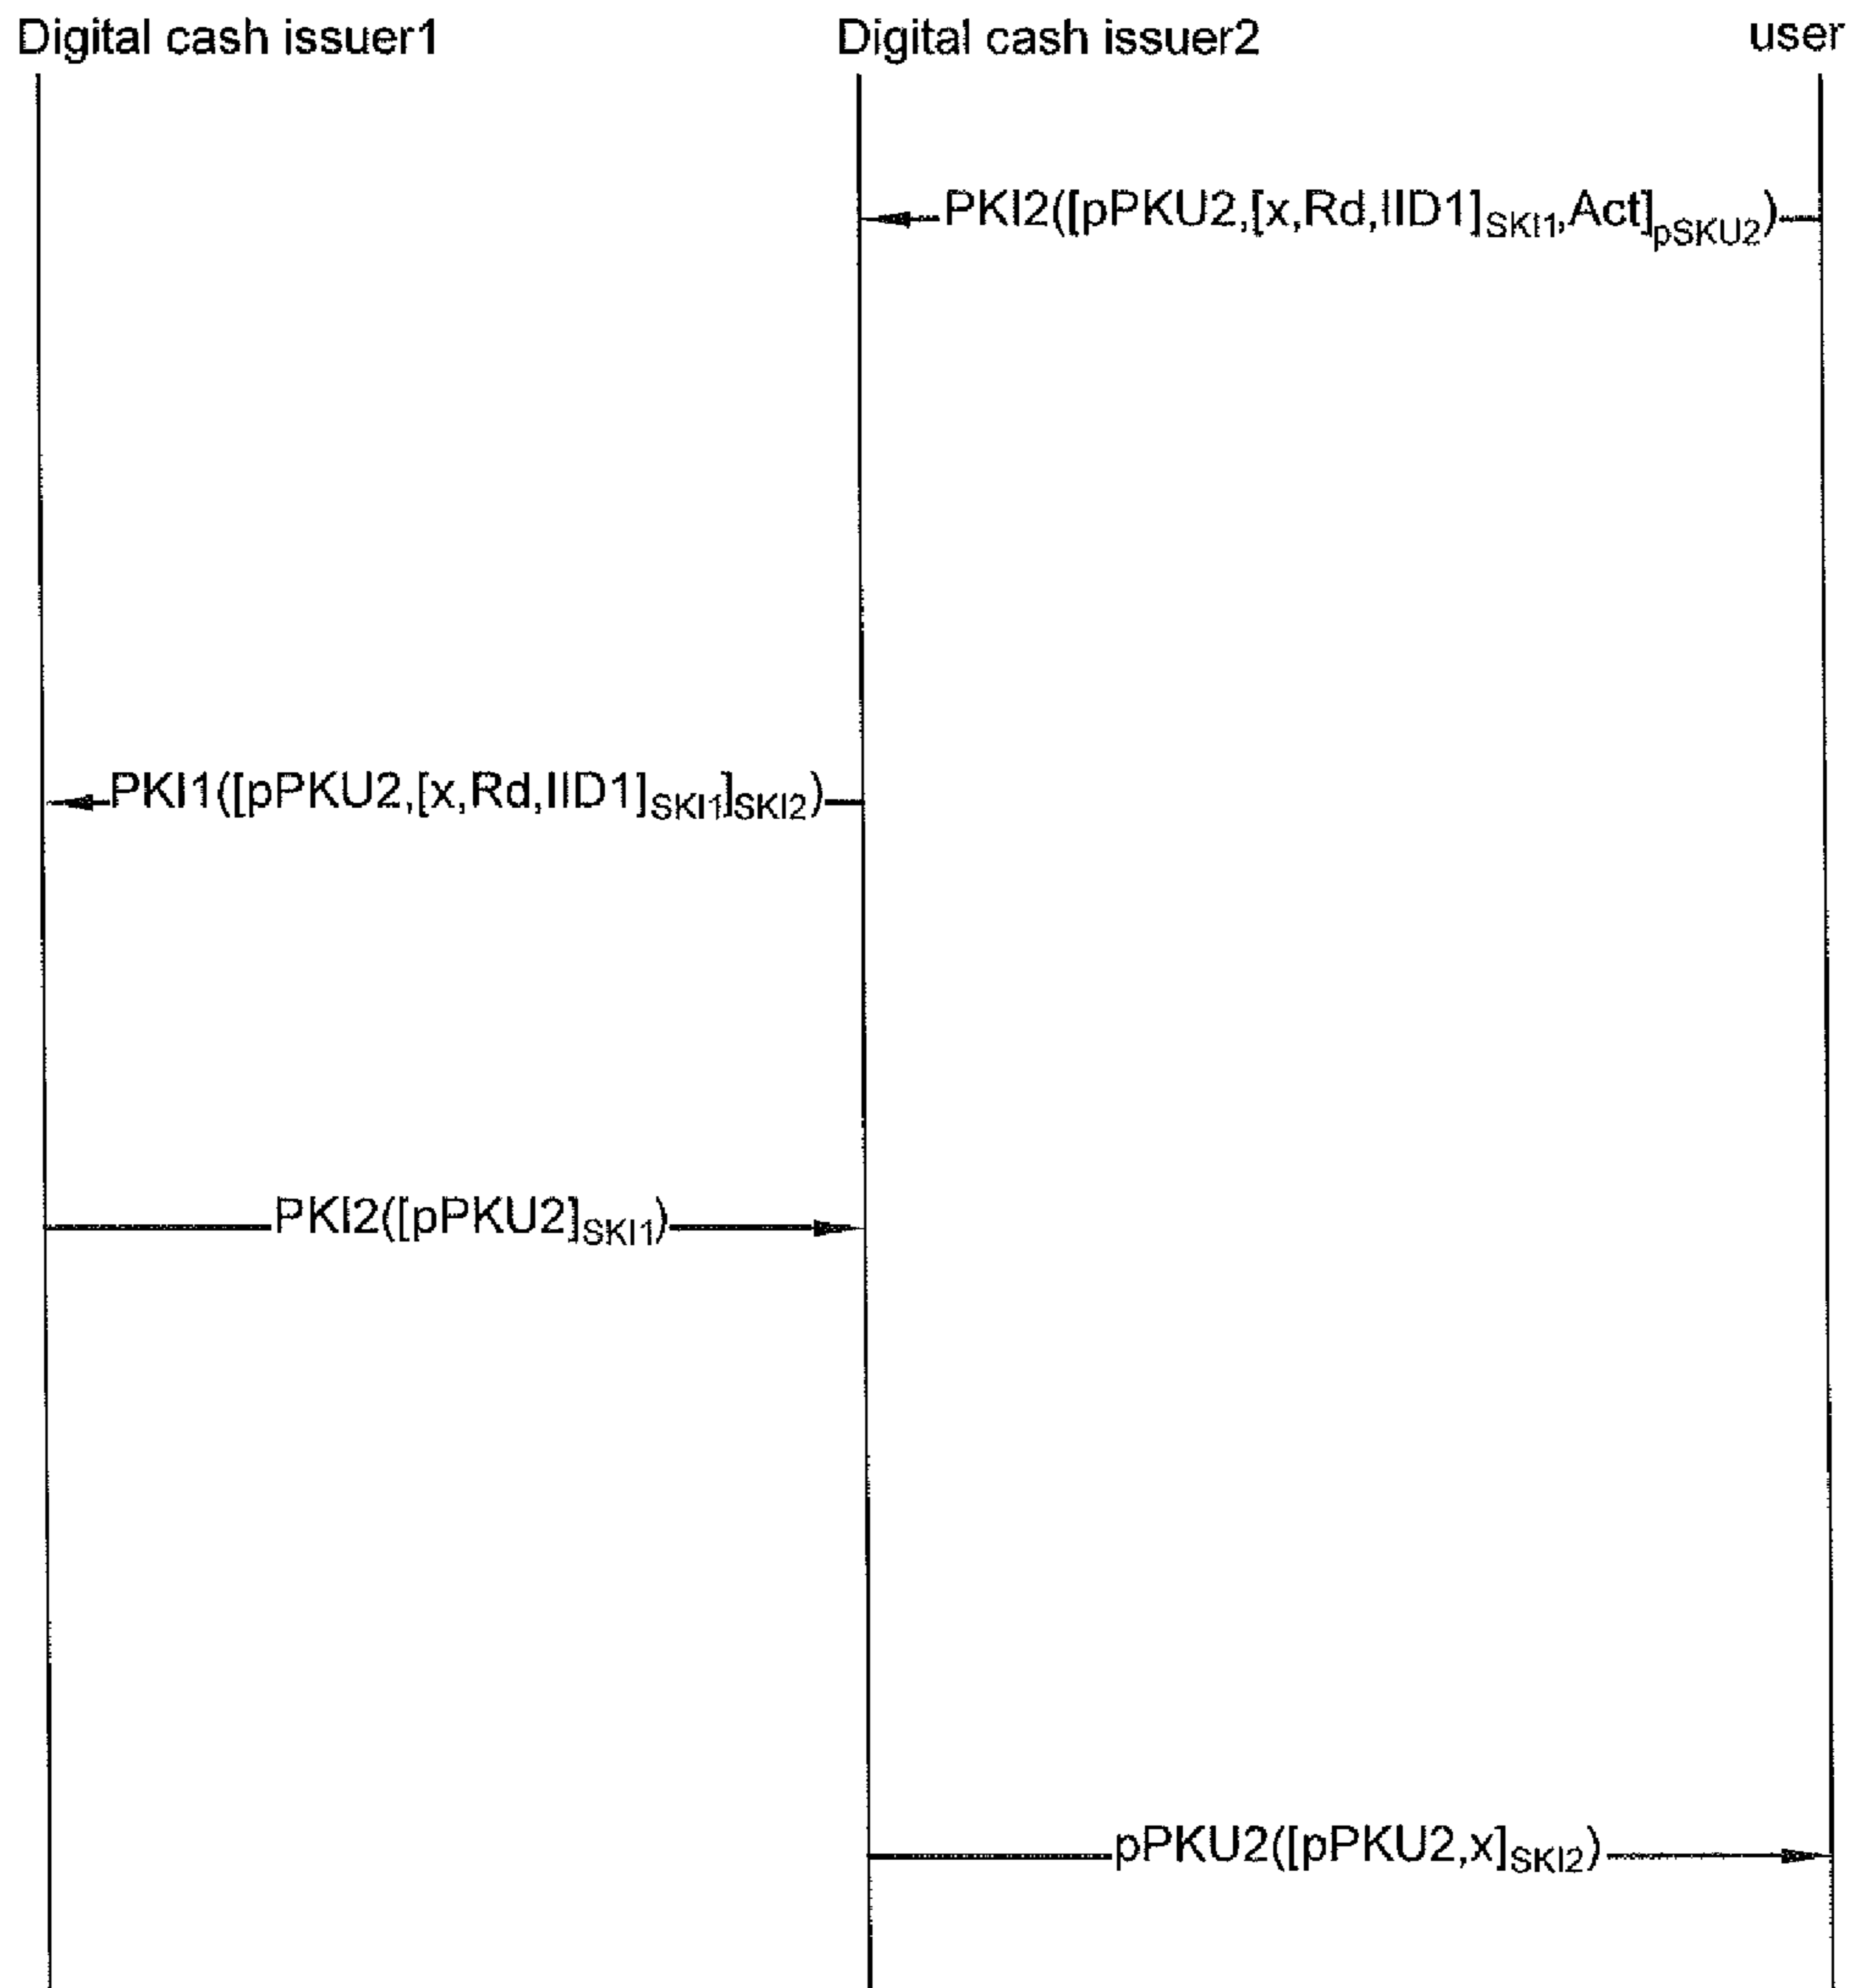 Digital cash issuer1 Digital cash issuer2 user
PKI2([pPKU2,[x,Rd,IID1]SKI1,Act]pSKU2)
PKI1([pPKU2,[x,Rd,IID1]SKI1]SKI2)
PKI2([pPKU2]SKI1)
pPKU2([pPKU2,x]SKI2)